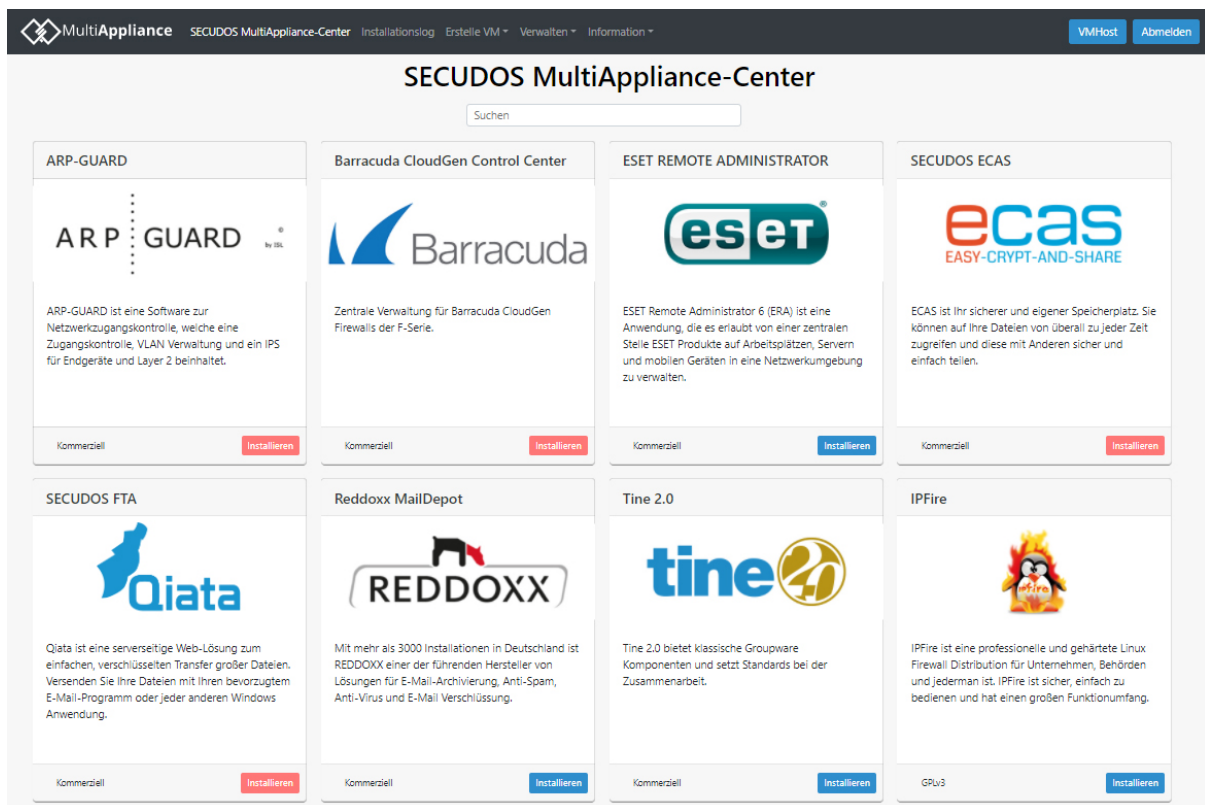 MultiAppliance SECUDOS MultiAppliance-Center Installationslog Erstelle VM Verwalten Information VMHost Abmelden
SECUDOS MultiAppliance-Center
Suchen
ARP-GUARD
ARP GUARD ®
by ISL
ARP-GUARD ist eine Software zur
Netzwerkzugangskontrolle, welche eine
Zugangskontrolle, VLAN Verwaltung und ein IPS
für Endgeräte und Layer 2 beinhaltet.
Kommerziell Installieren
Barracuda CloudGen Control Center
Barracuda
Zentrale Verwaltung für Barracuda CloudGen
Firewalls der F-Serie.
Kommerziell Installieren
ESET REMOTE ADMINISTRATOR
eset ®
ESET Remote Administrator 6 (ERA) ist eine
Anwendung, die es erlaubt von einer zentralen
Stelle ESET Produkte auf Arbeitsplätzen, Servern
und mobilen Geräten in eine Netzwerkumgebung
zu verwalten.
Kommerziell Installieren
SECUDOS ECAS
ecas
EASY-CRYPT-AND-SHARE
ECAS ist Ihr sicherer und eigener Speicherplatz. Sie
können auf Ihre Dateien von überall zu jeder Zeit
zugreifen und diese mit Anderen sicher und
einfach teilen.
Kommerziell Installieren
SECUDOS FTA
Qiata
Qiata ist eine serverseitige Web-Lösung zum
einfachen, verschlüsselten Transfer großer Dateien.
Versenden Sie Ihre Dateien mit Ihren bevorzugtem
E-Mail-Programm oder jeder anderen Windows
Anwendung.
Kommerziell Installieren
Reddoxx MailDepot
REDDOXX
Mit mehr als 3000 Installationen in Deutschland ist
REDDOXX einer der führenden Hersteller von
Lösungen für E-Mail-Archivierung, Anti-Spam,
Anti-Virus und E-Mail Verschlüssung.
Kommerziell Installieren
Tine 2.0
tine 2.0
Tine 2.0 bietet klassische Groupware
Komponenten und setzt Standards bei der
Zusammenarbeit.
Kommerziell Installieren
IPFire
ipfire
IPFire ist eine professionelle und gehärtete Linux
Firewall Distribution für Unternehmen, Behörden
und jederman ist. IPFire ist sicher, einfach zu
bedienen und hat einen großen Funktionumfang.
GPLv3 Installieren